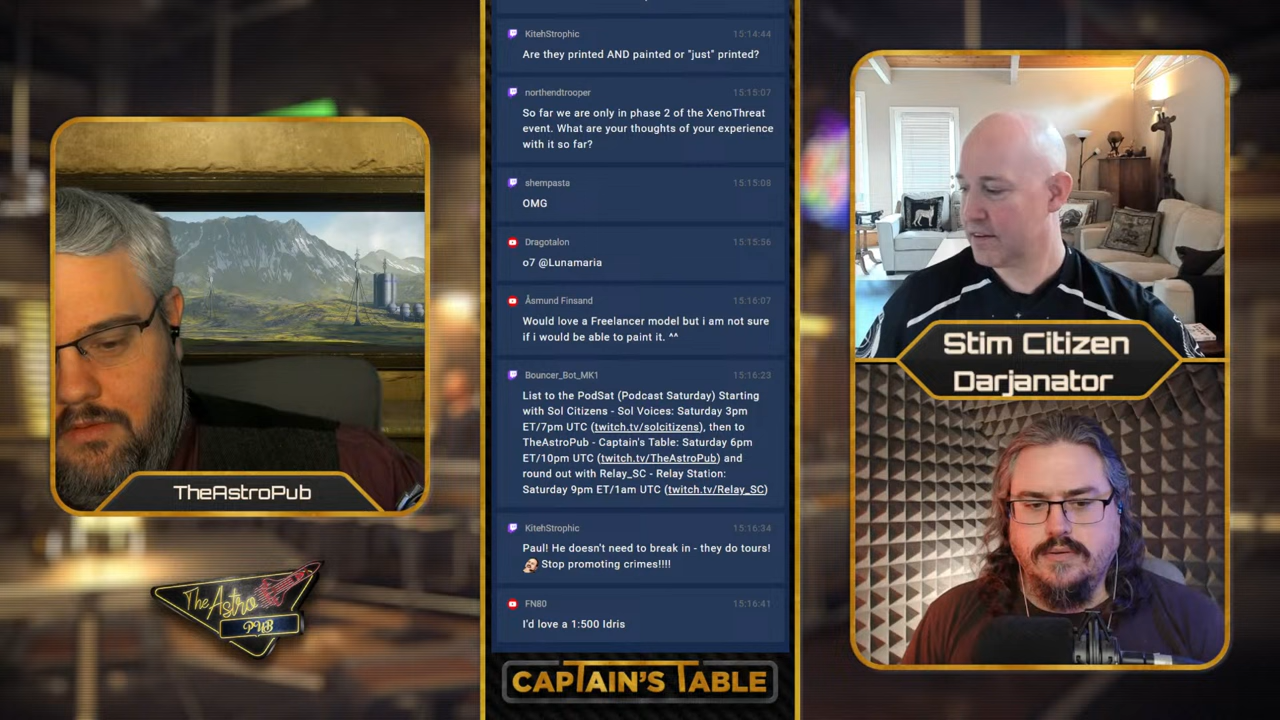 KitehStrophic 15:14:44
Are they printed AND painted or "just" printed?
northendtrooper 15:15:07
So far we are only in phase 2 of the XenoThreat
event. What are your thoughts of your experience
with it so far?
shempasta 15:15:08
OMG
Dragotalon 15:15:56
o7 @Lunamaria
Åsmund Finsand 15:16:07
Would love a Freelancer model but i am not sure
if i would be able to paint it. ^^
Bouncer_Bot_MK1 15:16:23
List to the PodSat (Podcast Saturday) Starting
with Sol Citizens - Sol Voices: Saturday 3pm
ET/7pm UTC (twitch.tv/solcitizens), then to
TheAstroPub - Captain's Table: Saturday 6pm
ET/10pm UTC (twitch.tv/TheAstroPub) and
round out with Relay_SC - Relay Station:
Saturday 9pm ET/1am UTC (twitch.tv/Relay_SC)
KitehStrophic 15:16:34
Paul! He doesn't need to break in - they do tours!
Stop promoting crimes!!!!
FN80 15:16:41
I'd love a 1:500 Idris
CAPTAIN'S TABLE
TheAstroPub
The Astro
PUB
Stim Citizen
Darjanator